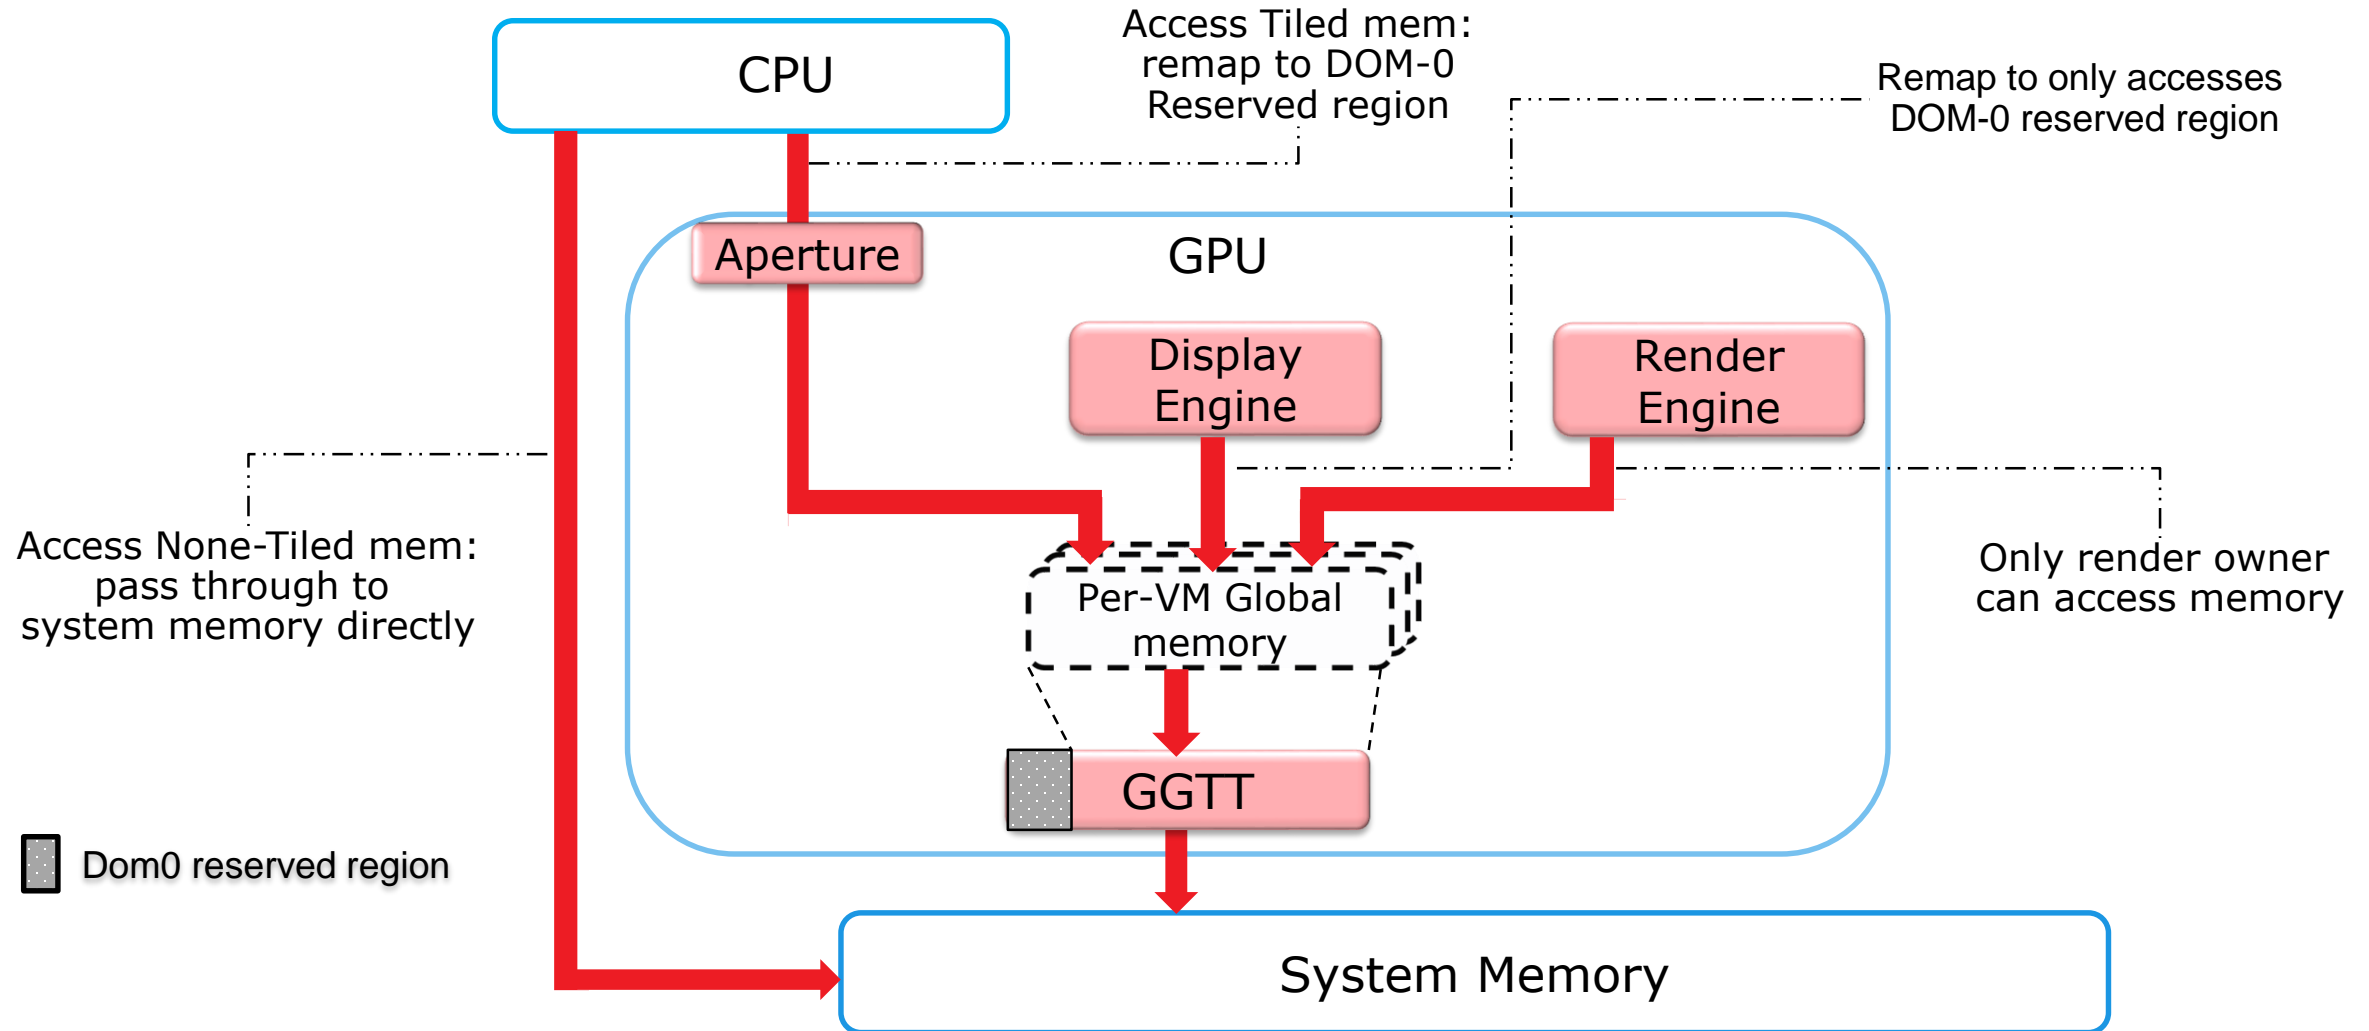 CPU
Access Tiled mem:
remap to DOM-0
Reserved region
Remap to only accesses
DOM-0 reserved region
Aperture
GPU
Display
Engine
Render
Engine
Access None-Tiled mem:
pass through to
system memory directly
Only render owner
can access memory
Per-VM Global
memory
GGTT
Dom0 reserved region
System Memory